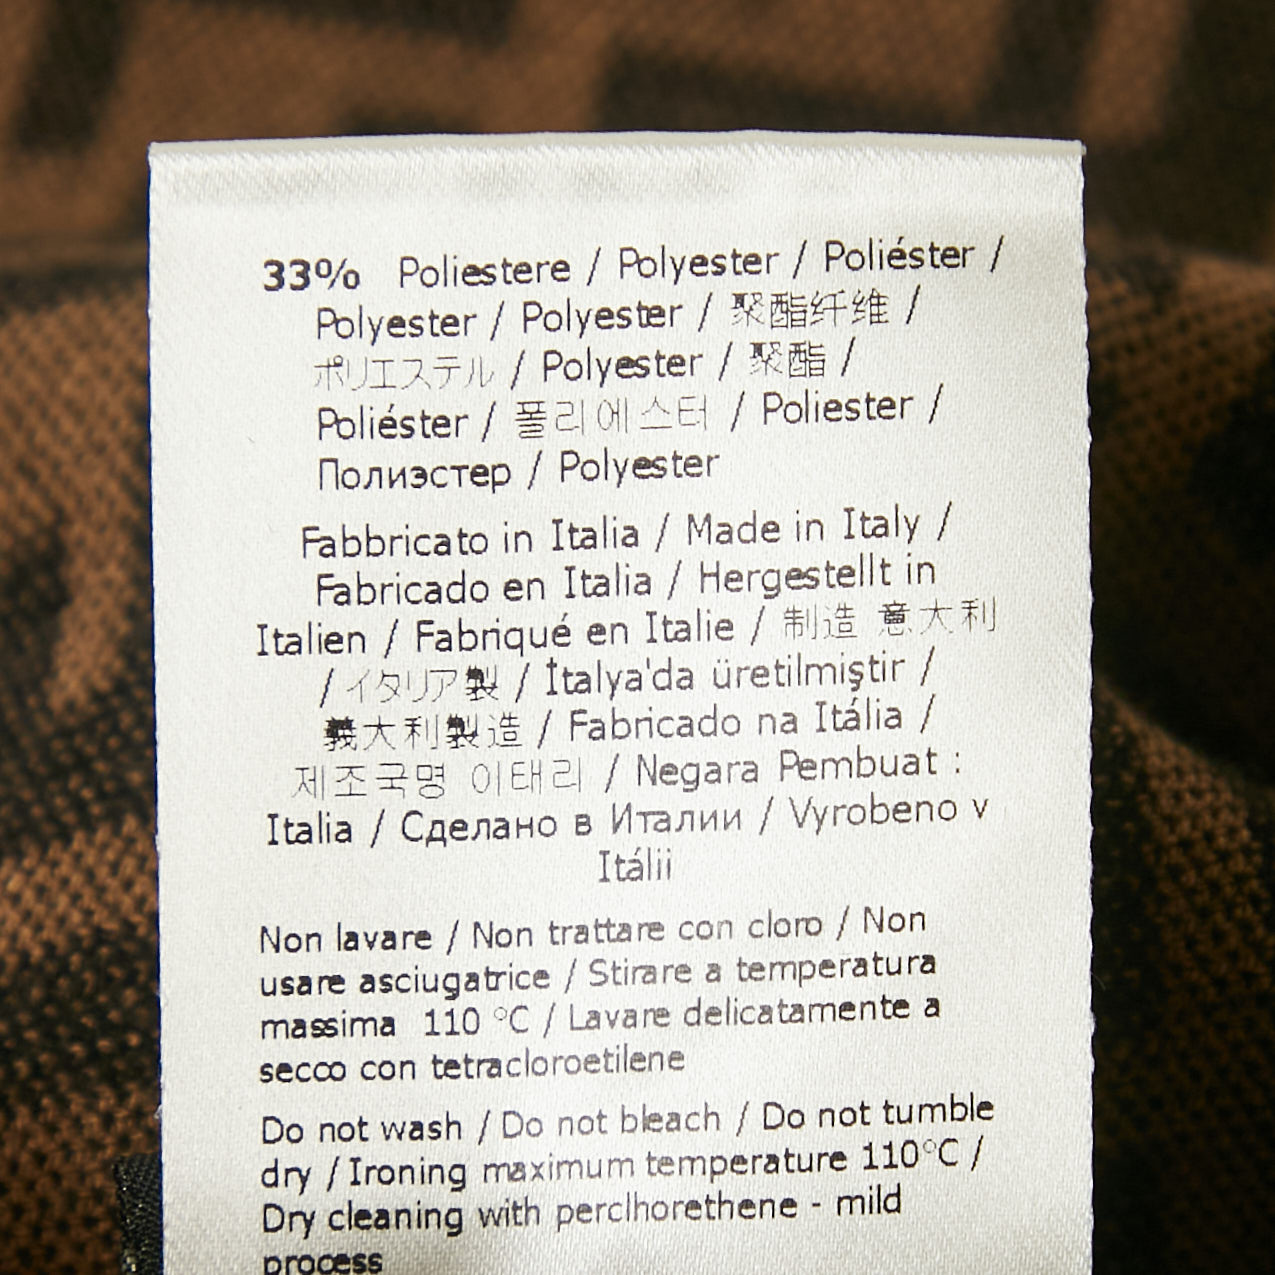 33% Poliestere / Polyester / Poliéster /
Polyester / Polyester / 聚酯纤维 /
ポリエステル / Polyester / 聚酯 /
Poliéster / 폴리에스터 / Poliester /
Полиэстер / Polyester
Fabbricato in Italia / Made in Italy /
Fabricado en Italia / Hergestellt in
Italien / Fabriqué en Italie / 制造 意大利
/ イタリア製 / İtalya'da üretilmiştir /
義大利製造 / Fabricado na Itália /
제조국명 이태리 / Negara Pembuat :
Italia / Сделано в Италии / Vyrobeno v
Itálii
Non lavare / Non trattare con cloro / Non
usare asciugatrice / Stirare a temperatura
massima 110 °C / Lavare delicatamente a
secco con tetracloroetilene
Do not wash / Do not bleach / Do not tumble
dry / Ironing maximum temperature 110°C /
Dry cleaning with perclhorethene - mild
process